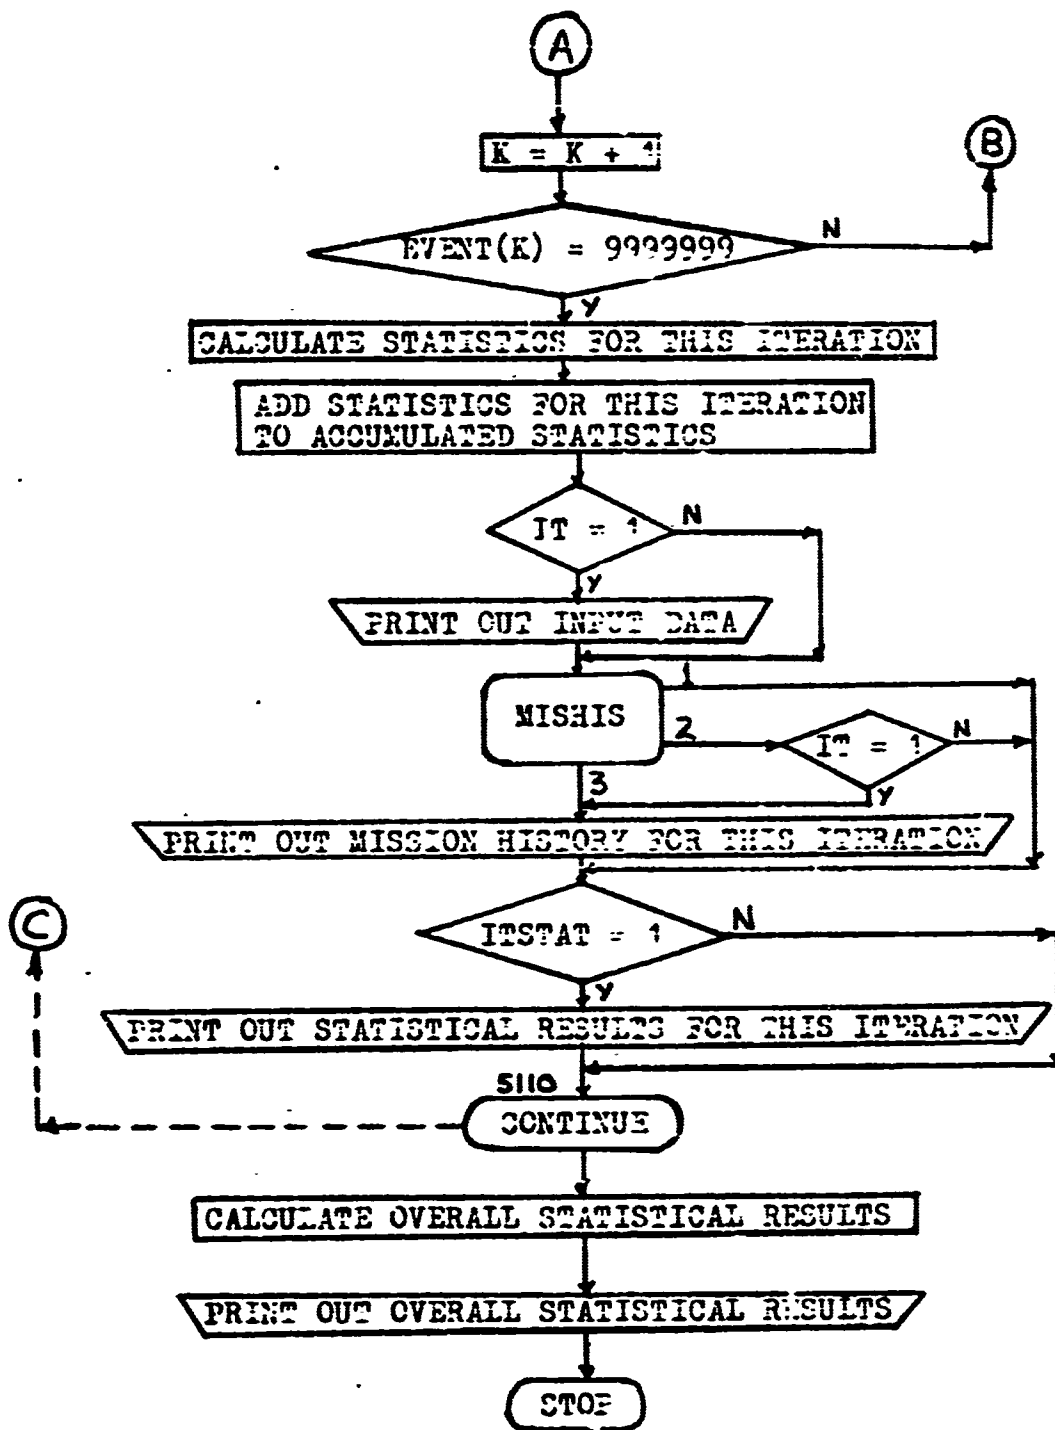 A
K = K + 1
B
EVENT(K) = 9999999
N
Y
CALCULATE STATISTICS FOR THIS ITERATION
ADD STATISTICS FOR THIS ITERATION
TO ACCUMULATED STATISTICS
IT = 1
N
Y
PRINT OUT INPUT DATA
1
MISHIS
2
IT = 1
N
3
Y
PRINT OUT MISSION HISTORY FOR THIS ITERATION
C
ITSTAT = 1
N
Y
PRINT OUT STATISTICAL RESULTS FOR THIS ITERATION
5110
CONTINUE
CALCULATE OVERALL STATISTICAL RESULTS
PRINT OUT OVERALL STATISTICAL RESULTS
STOP